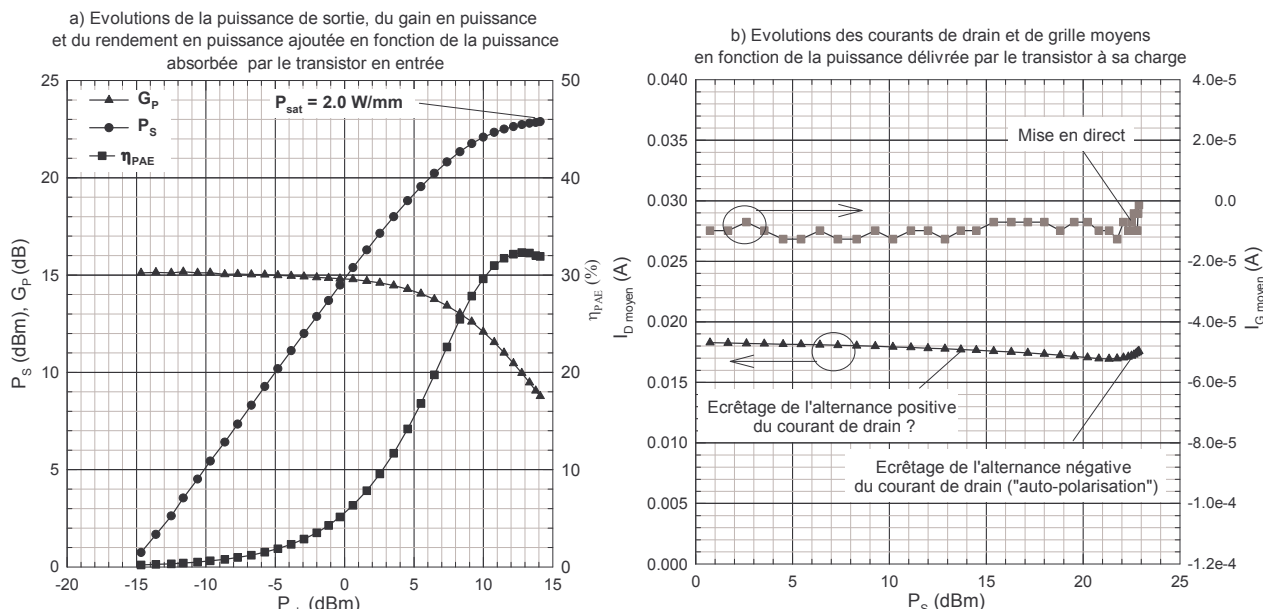 a) Evolutions de la puissance de sortie, du gain en puissance
et du rendement en puissance ajoutée en fonction de la puissance
absorbée par le transistor en entrée
25
20
15
10
5
0
P_S (dBm), G_P (dB)
G_P
P_S
η_PAE
P_sat = 2.0 W/mm
50
40
30
20
10
0
η_PAE (%)
-20
-15
-10
-5
0
5
10
15
(dBm)
b) Evolutions des courants de drain et de grille moyens
en fonction de la puissance délivrée par le transistor à sa charge
0.040
0.035
0.030
0.025
0.020
0.015
0.010
0.005
0.000
I_D moyen (A)
Mise en direct
Ecrêtage de l'alternance positive
du courant de drain ?
Ecrêtage de l'alternance négative
du courant de drain ("auto-polarisation")
4.0e-5
2.0e-5
0.0
-2.0e-5
-4.0e-5
-6.0e-5
-8.0e-5
-1.0e-4
-1.2e-4
I_G moyen (A)
0
5
10
15
20
25
P_S (dBm)